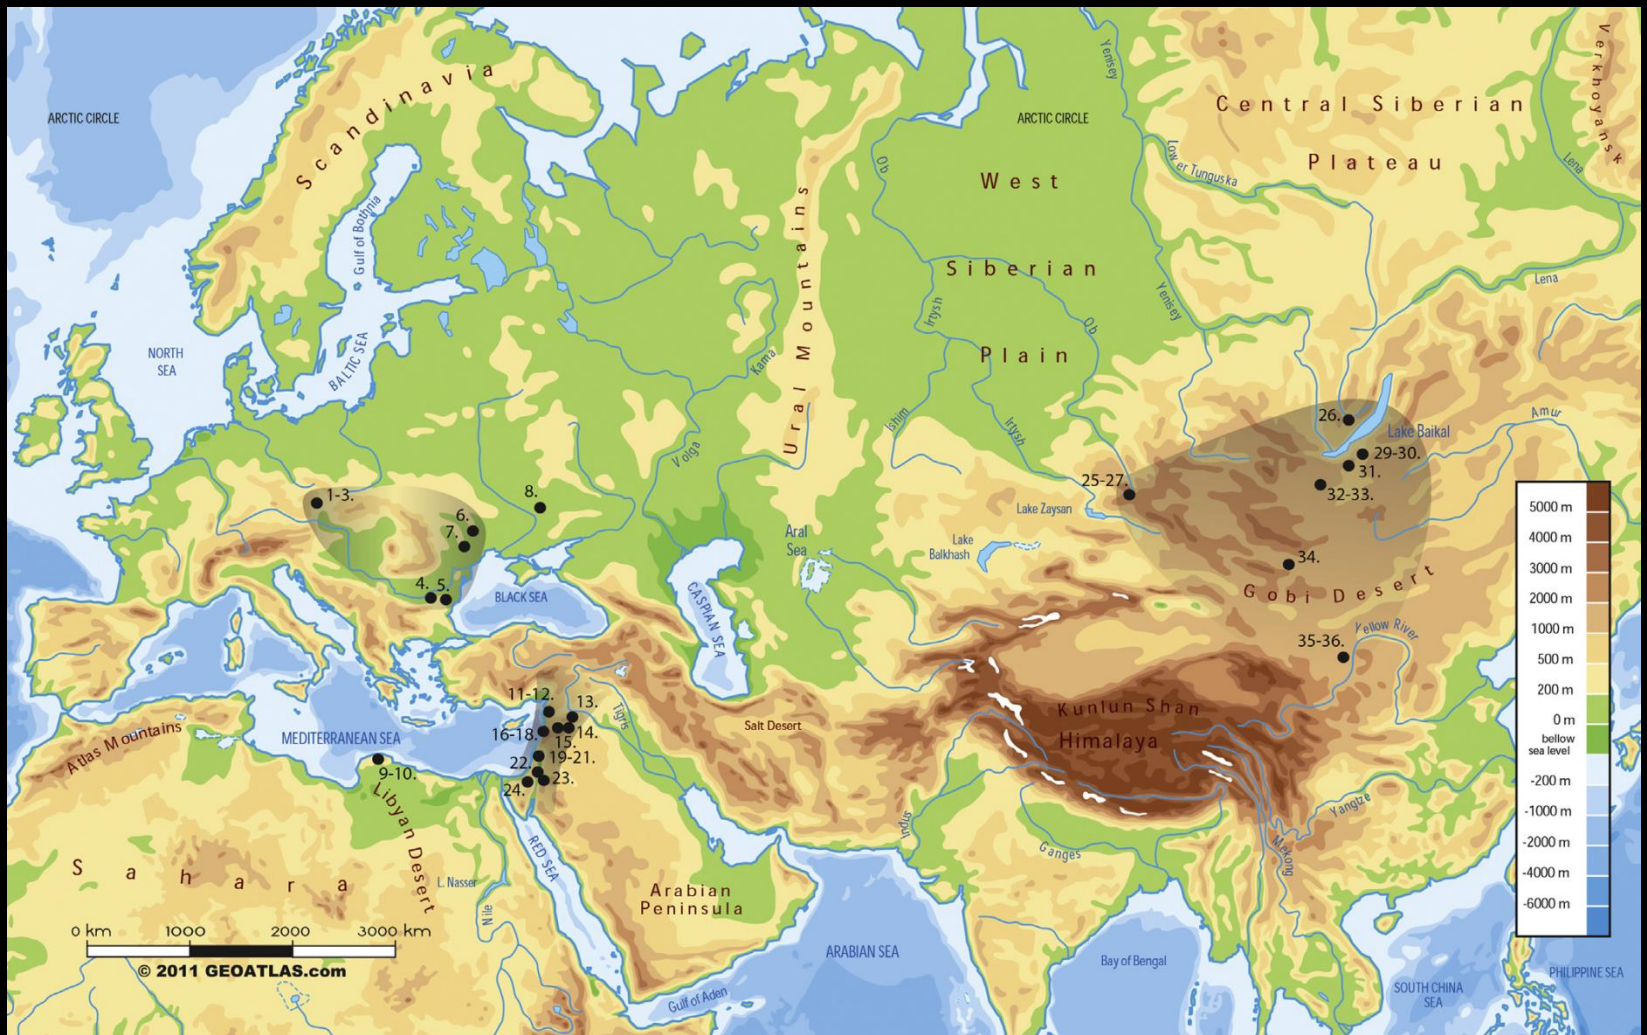 ARCTIC CIRCLE
Scandinavia
Gulf of Bothnia
BALTIC SEA
NORTH
SEA
Ural Mountains
Kama
Volga
Ob
ARCTIC CIRCLE
West
Siberian
Plain
Irtysh
Ishim
Irtysh
Ob
Yenisey
Yenisey
Lower Tunguska
Central Siberian
Plateau
Verkhoyansk
Lena
Lena
Amur
26.
Lake Baikal
29-30.
31.
32-33.
25-27.
34.
Gobi Desert
35-36.
Yellow River
Lake Zaysan
Lake
Balkhash
Aral
Sea
CASPIAN SEA
1-3.
4.
5.
6.
7.
8.
BLACK SEA
11-12.
13.
14.
15.
16-18.
19-21.
22.
23.
24.
9-10.
Tigris
Salt Desert
Kunlun Shan
Himalaya
MEDITERRANEAN SEA
Atlas Mountains
Libyan Desert
Sahara
L. Nasser
Nile
RED SEA
Arabian
Peninsula
Gulf of Aden
ARABIAN SEA
Indus
Ganges
Bay of Bengal
Mekong
Yangize
SOUTH CHINA
SEA
PHILIPPINE SEA
5000 m
4000 m
3000 m
2000 m
1000 m
500 m
200 m
0 m
bellow
sea level
-200 m
-1000 m
-2000 m
-4000 m
-6000 m
0 km 1000 2000 3000 km
© 2011 GEOATLAS.com